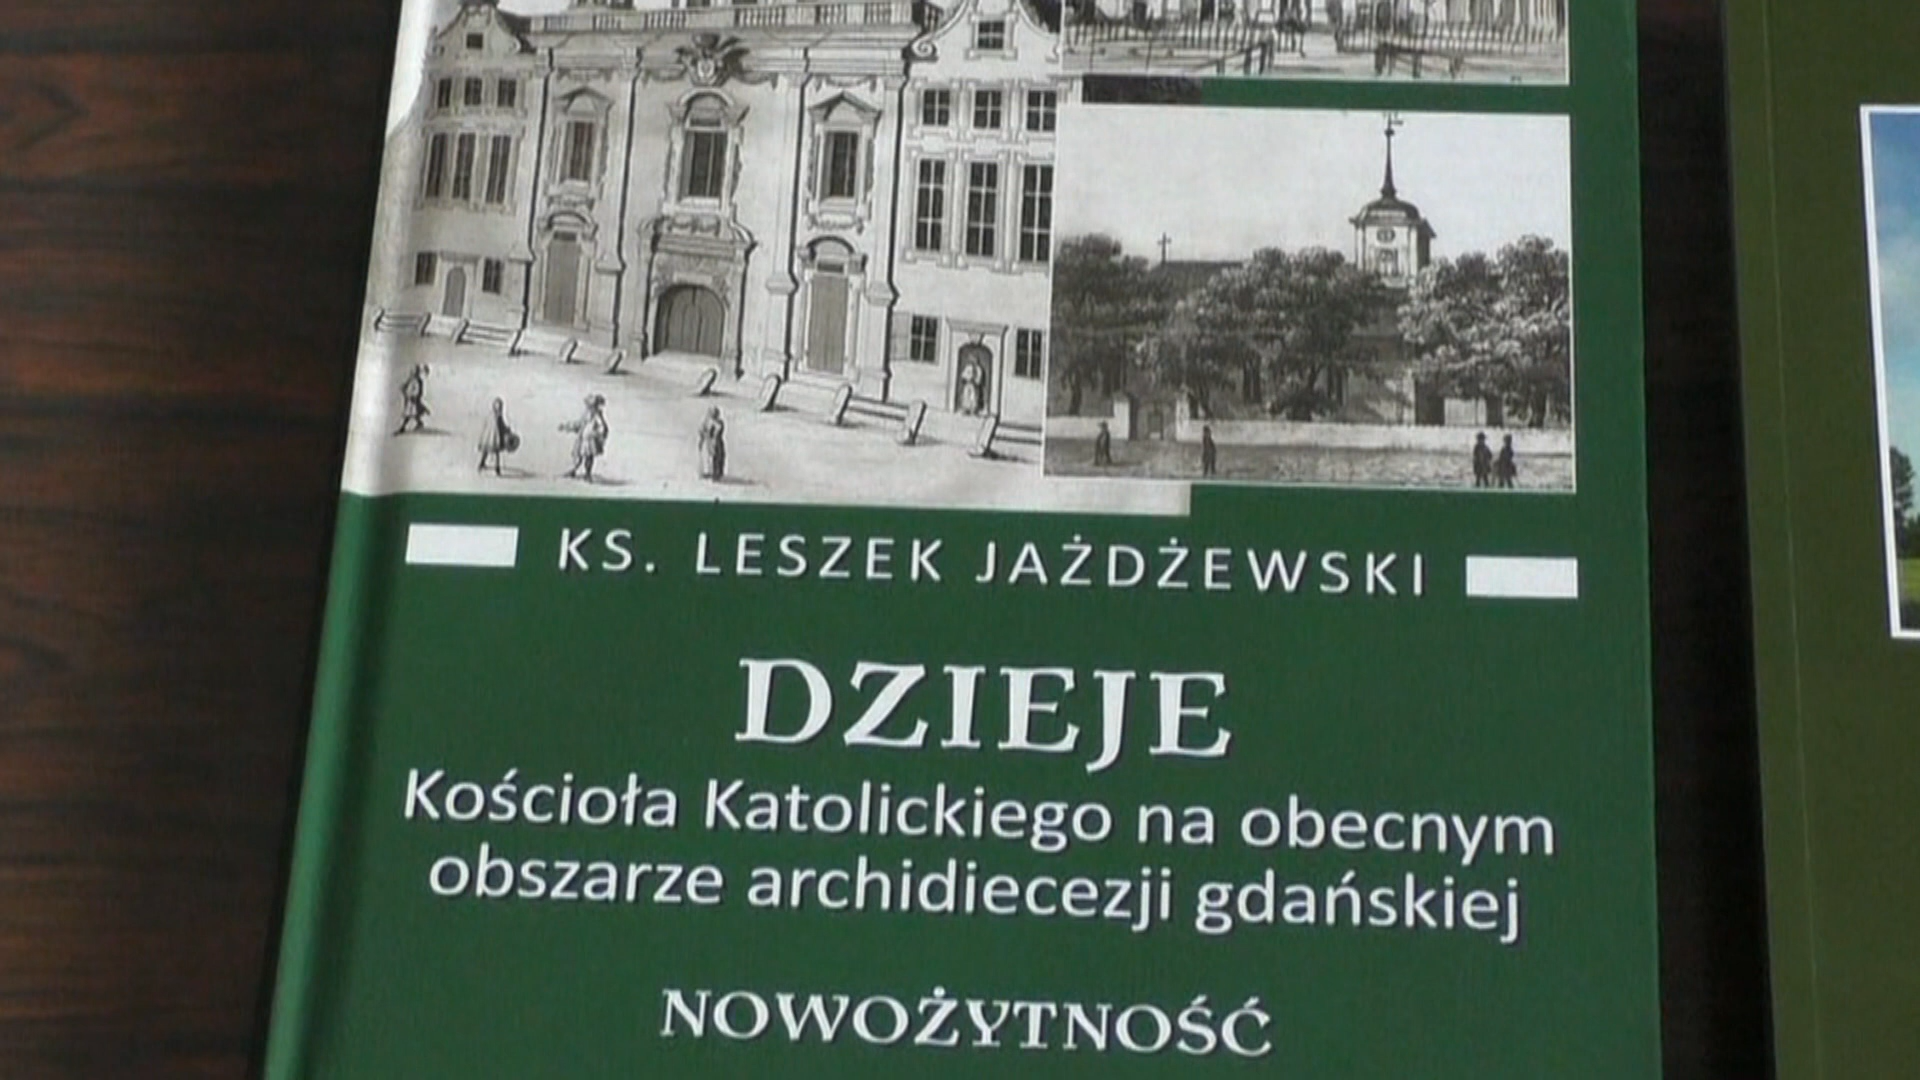 KS. LESZEK JAŻDŻEWSKI
DZIEJE
Kościoła Katolickiego na obecnym
obszarze archidiecezji gdańskiej
NOWOŻYTNOŚĆ